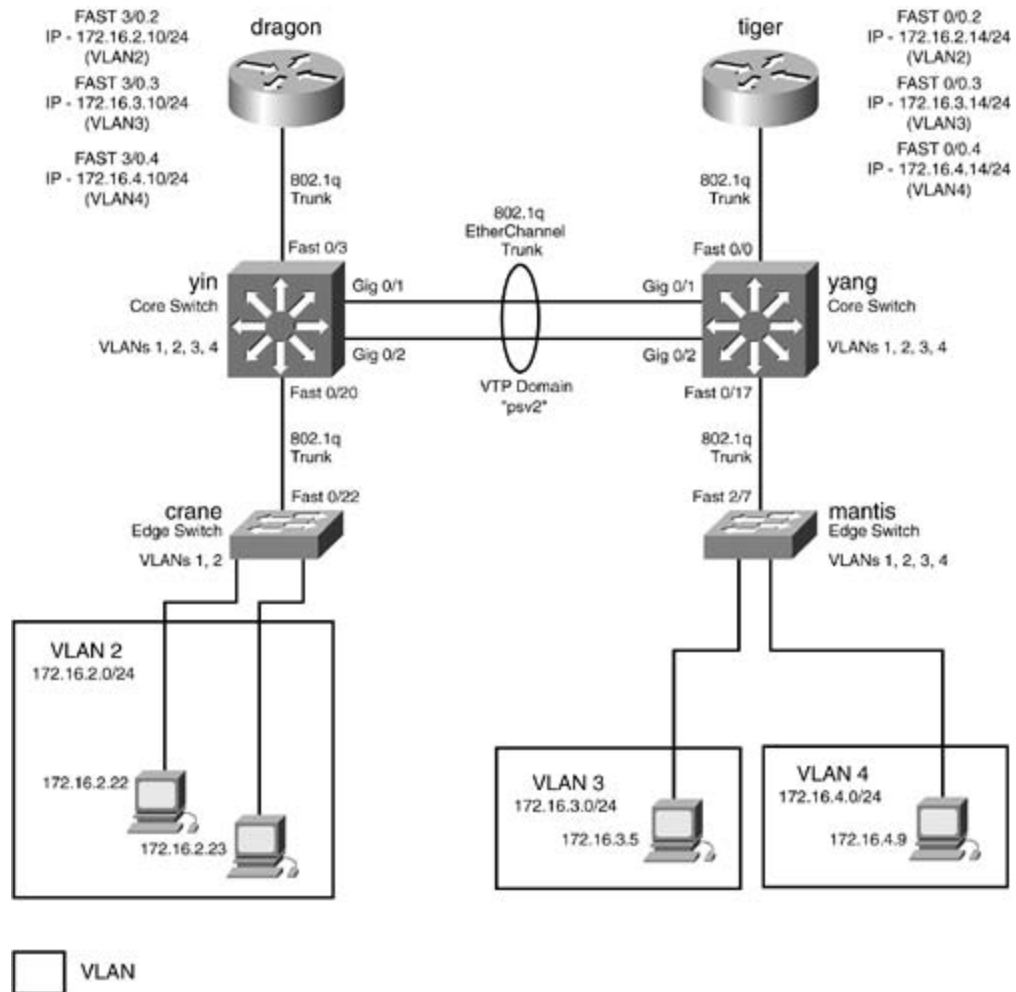 FAST 3/0.2
IP - 172.16.2.10/24
(VLAN2)
FAST 3/0.3
IP - 172.16.3.10/24
(VLAN3)
FAST 3/0.4
IP - 172.16.4.10/24
(VLAN4)
dragon
tiger
FAST 0/0.2
IP - 172.16.2.14/24
(VLAN2)
FAST 0/0.3
IP - 172.16.3.14/24
(VLAN3)
FAST 0/0.4
IP - 172.16.4.14/24
(VLAN4)
802.1q
Trunk
802.1q
EtherChannel
Trunk
802.1q
Trunk
Fast 0/3
Fast 0/0
yin
Core Switch
VLANs 1, 2, 3, 4
Gig 0/1
Gig 0/1
Gig 0/2
Gig 0/2
yang
Core Switch
VLANs 1, 2, 3, 4
VTP Domain
"psv2"
Fast 0/20
Fast 0/17
802.1q
Trunk
802.1q
Trunk
Fast 0/22
Fast 2/7
crane
Edge Switch
VLANs 1, 2
mantis
Edge Switch
VLANs 1, 2, 3, 4
VLAN 2
172.16.2.0/24
172.16.2.22
172.16.2.23
VLAN 3
172.16.3.0/24
172.16.3.5
VLAN 4
172.16.4.0/24
172.16.4.9
VLAN